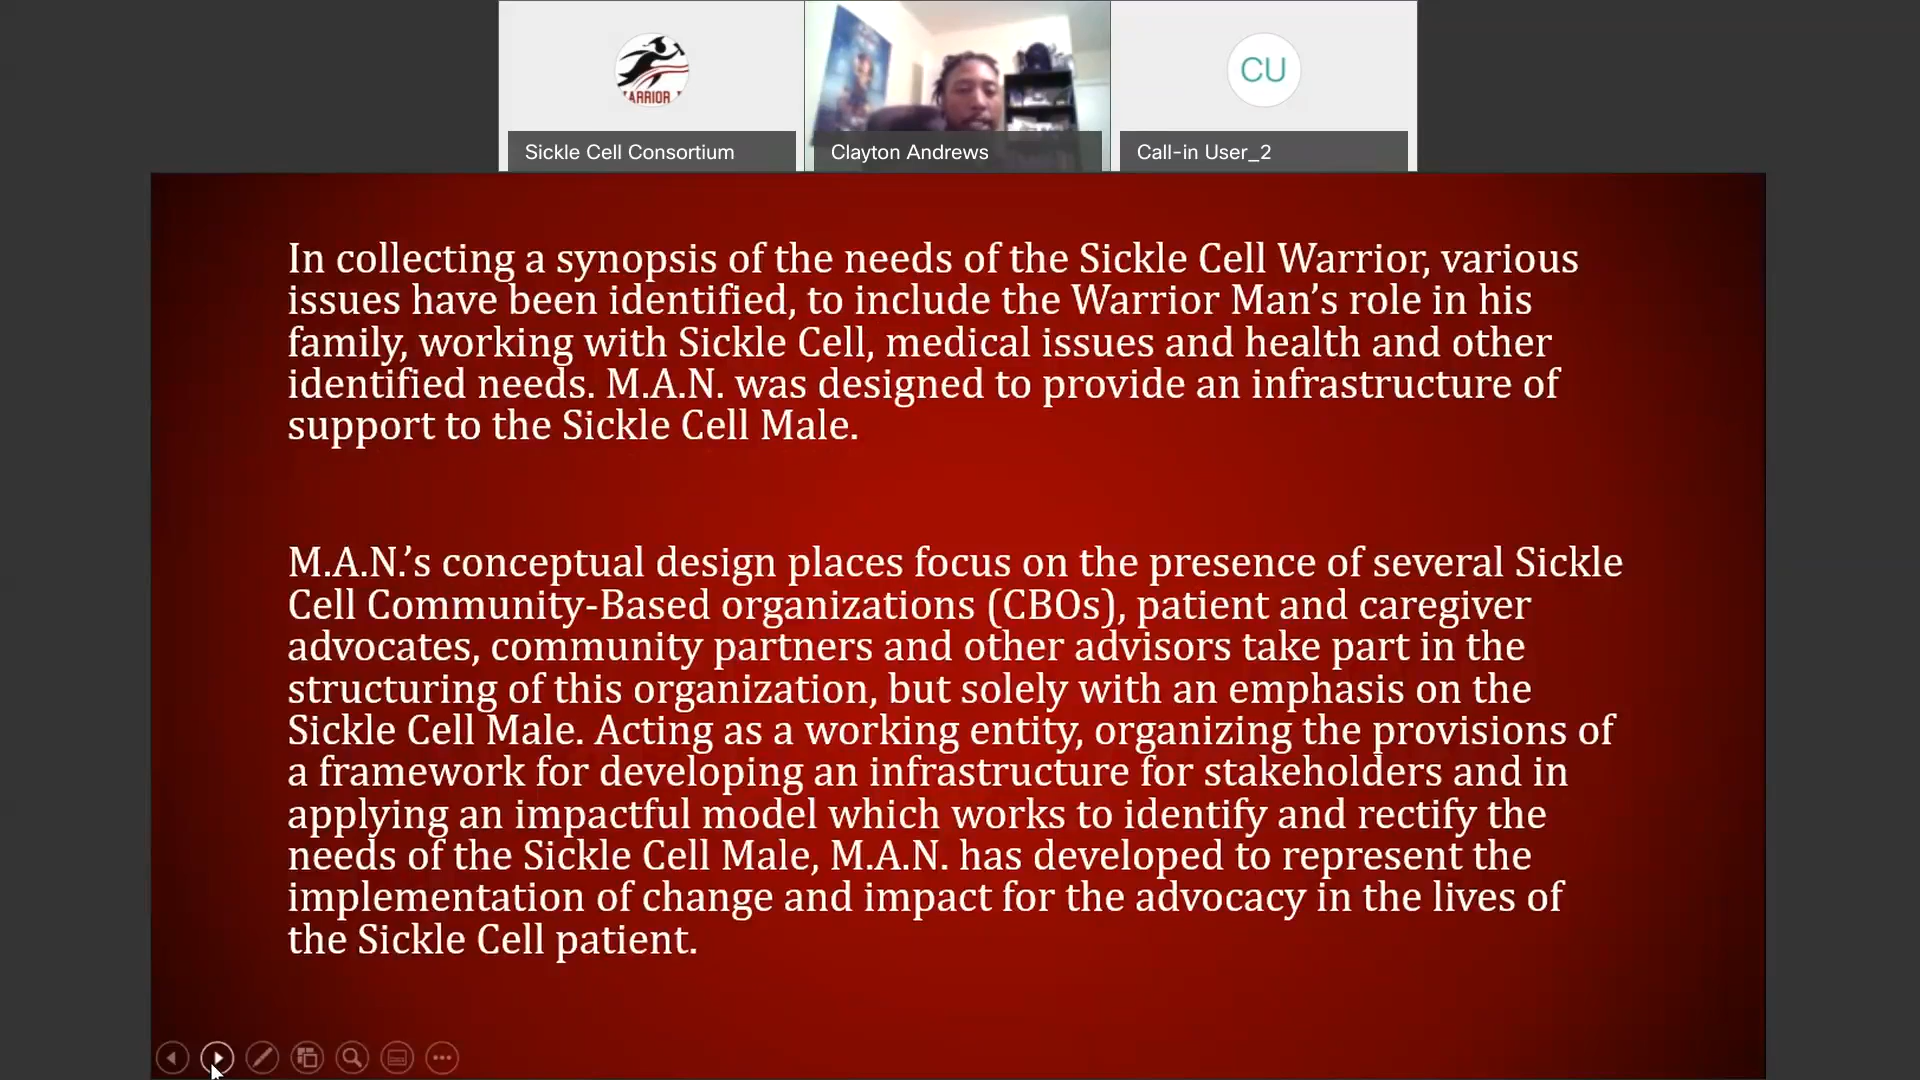 ARRIOR
Sickle Cell Consortium
Clayton Andrews
CU
Call-in User_2
In collecting a synopsis of the needs of the Sickle Cell Warrior, various
issues have been identified, to include the Warrior Man’s role in his
family, working with Sickle Cell, medical issues and health and other
identified needs. M.A.N. was designed to provide an infrastructure of
support to the Sickle Cell Male.
M.A.N.’s conceptual design places focus on the presence of several Sickle
Cell Community-Based organizations (CBOs), patient and caregiver
advocates, community partners and other advisors take part in the
structuring of this organization, but solely with an emphasis on the
Sickle Cell Male. Acting as a working entity, organizing the provisions of
a framework for developing an infrastructure for stakeholders and in
applying an impactful model which works to identify and rectify the
needs of the Sickle Cell Male, M.A.N. has developed to represent the
implementation of change and impact for the advocacy in the lives of
the Sickle Cell patient.